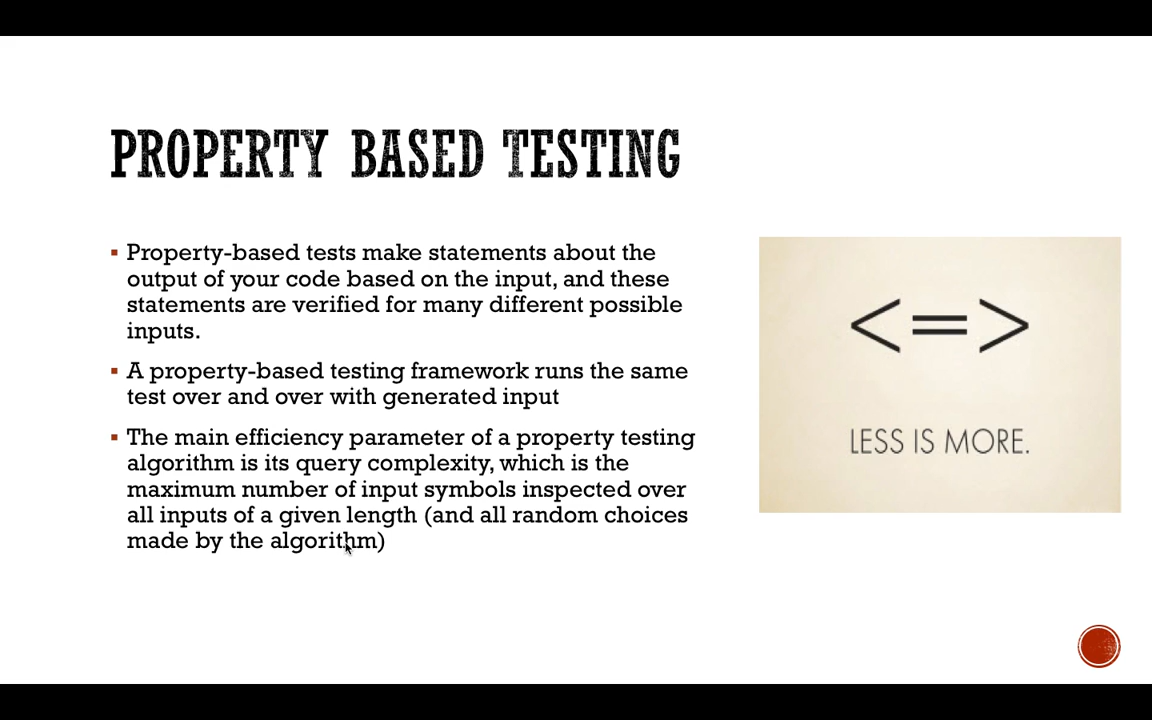 PROPERTY BASED TESTING
▪ Property-based tests make statements about the
output of your code based on the input, and these
statements are verified for many different possible
inputs.
▪ A property-based testing framework runs the same
test over and over with generated input
▪ The main efficiency parameter of a property testing
algorithm is its query complexity, which is the
maximum number of input symbols inspected over
all inputs of a given length (and all random choices
made by the algorithm)
<=>
LESS IS MORE.